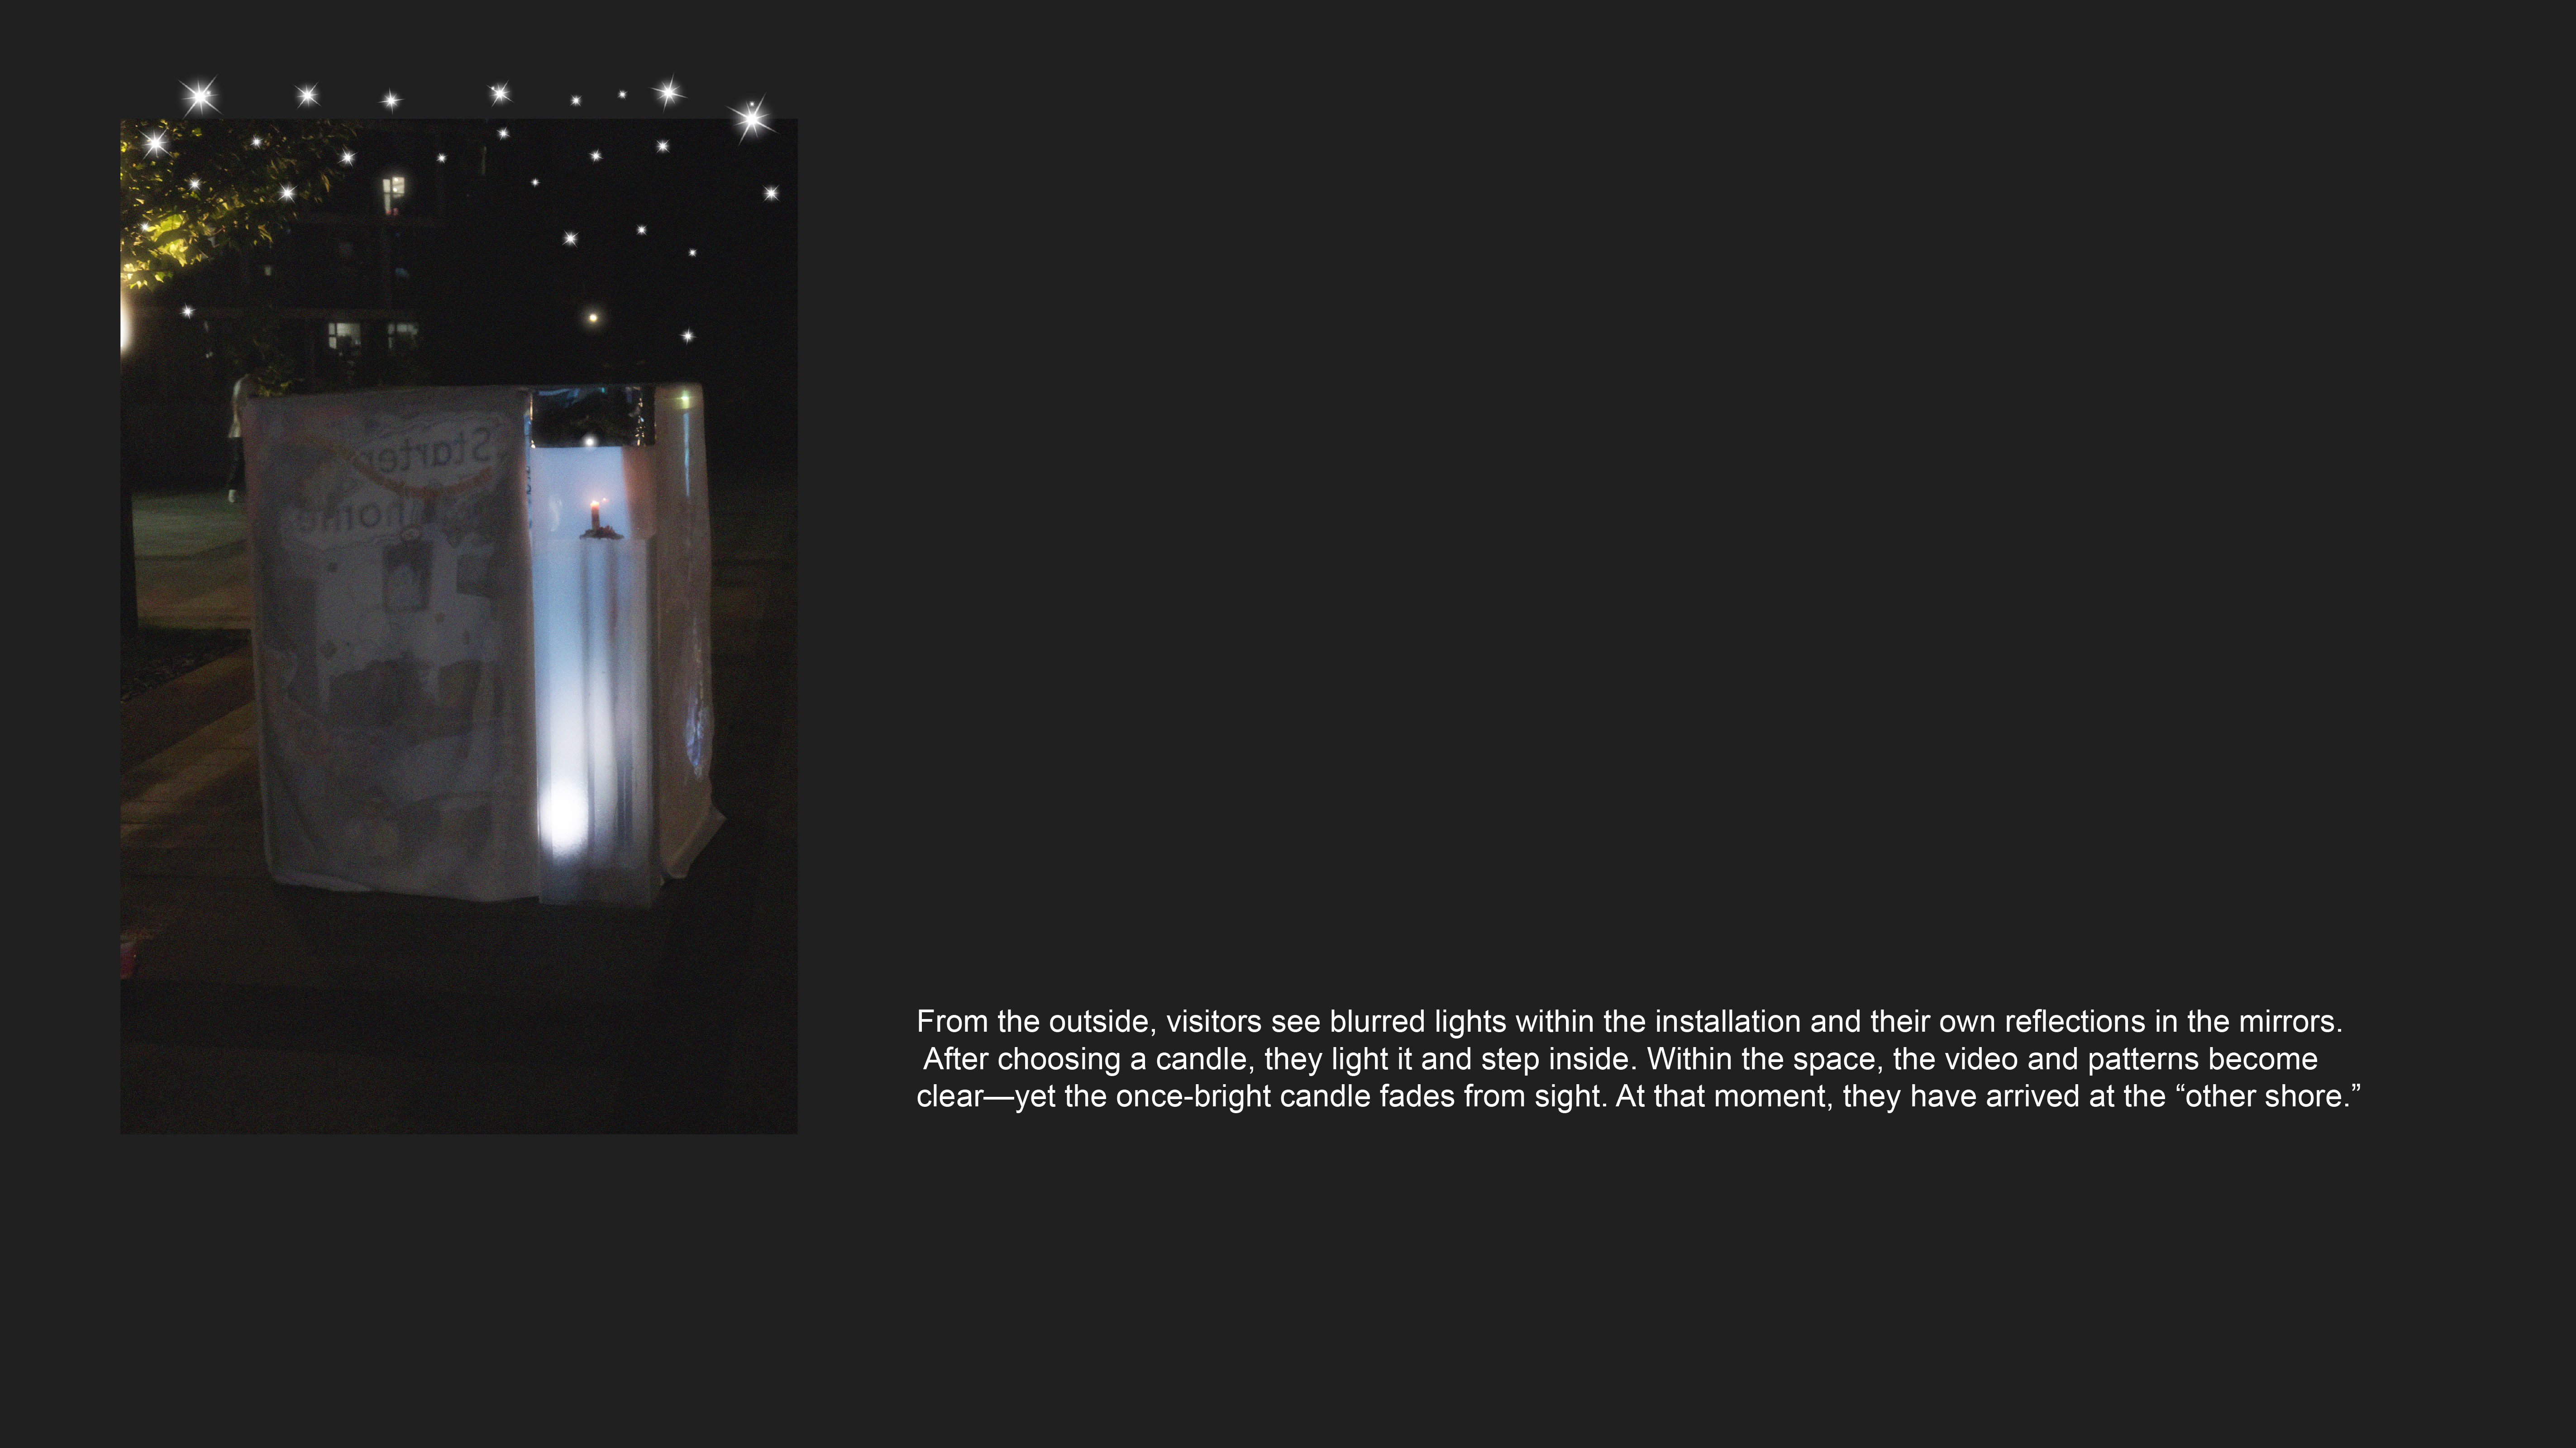 Starter
home
From the outside, visitors see blurred lights within the installation and their own reflections in the mirrors.
After choosing a candle, they light it and step inside. Within the space, the video and patterns become
clear—yet the once-bright candle fades from sight. At that moment, they have arrived at the “other shore.”